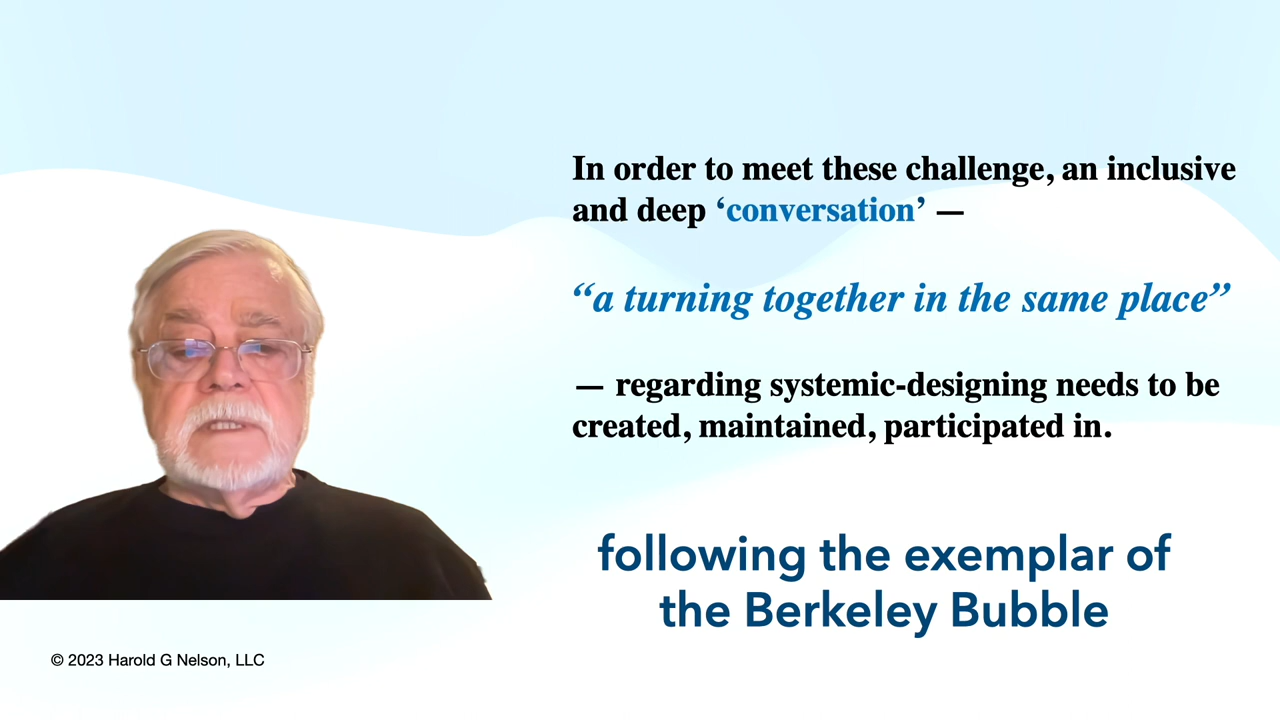 In order to meet these challenge, an inclusive
and deep ‘conversation’ —
“a turning together in the same place”
— regarding systemic-designing needs to be
created, maintained, participated in.
following the exemplar of
the Berkeley Bubble
© 2023 Harold G Nelson, LLC